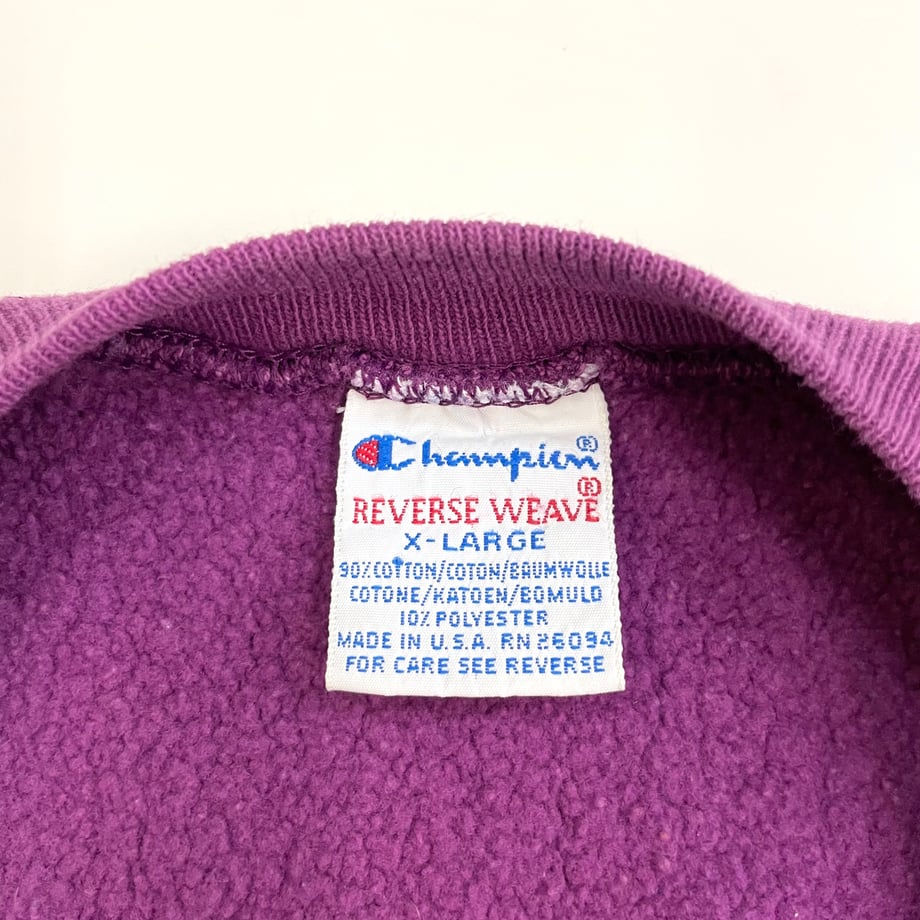 Champion®
REVERSE WEAVE®
X-LARGE
90% COTTON/COTON/BAUMWOLLE
COTONE/KATOEN/BOMULD
10% POLYESTER
MADE IN U.S.A. RN 26094
FOR CARE SEE REVERSE